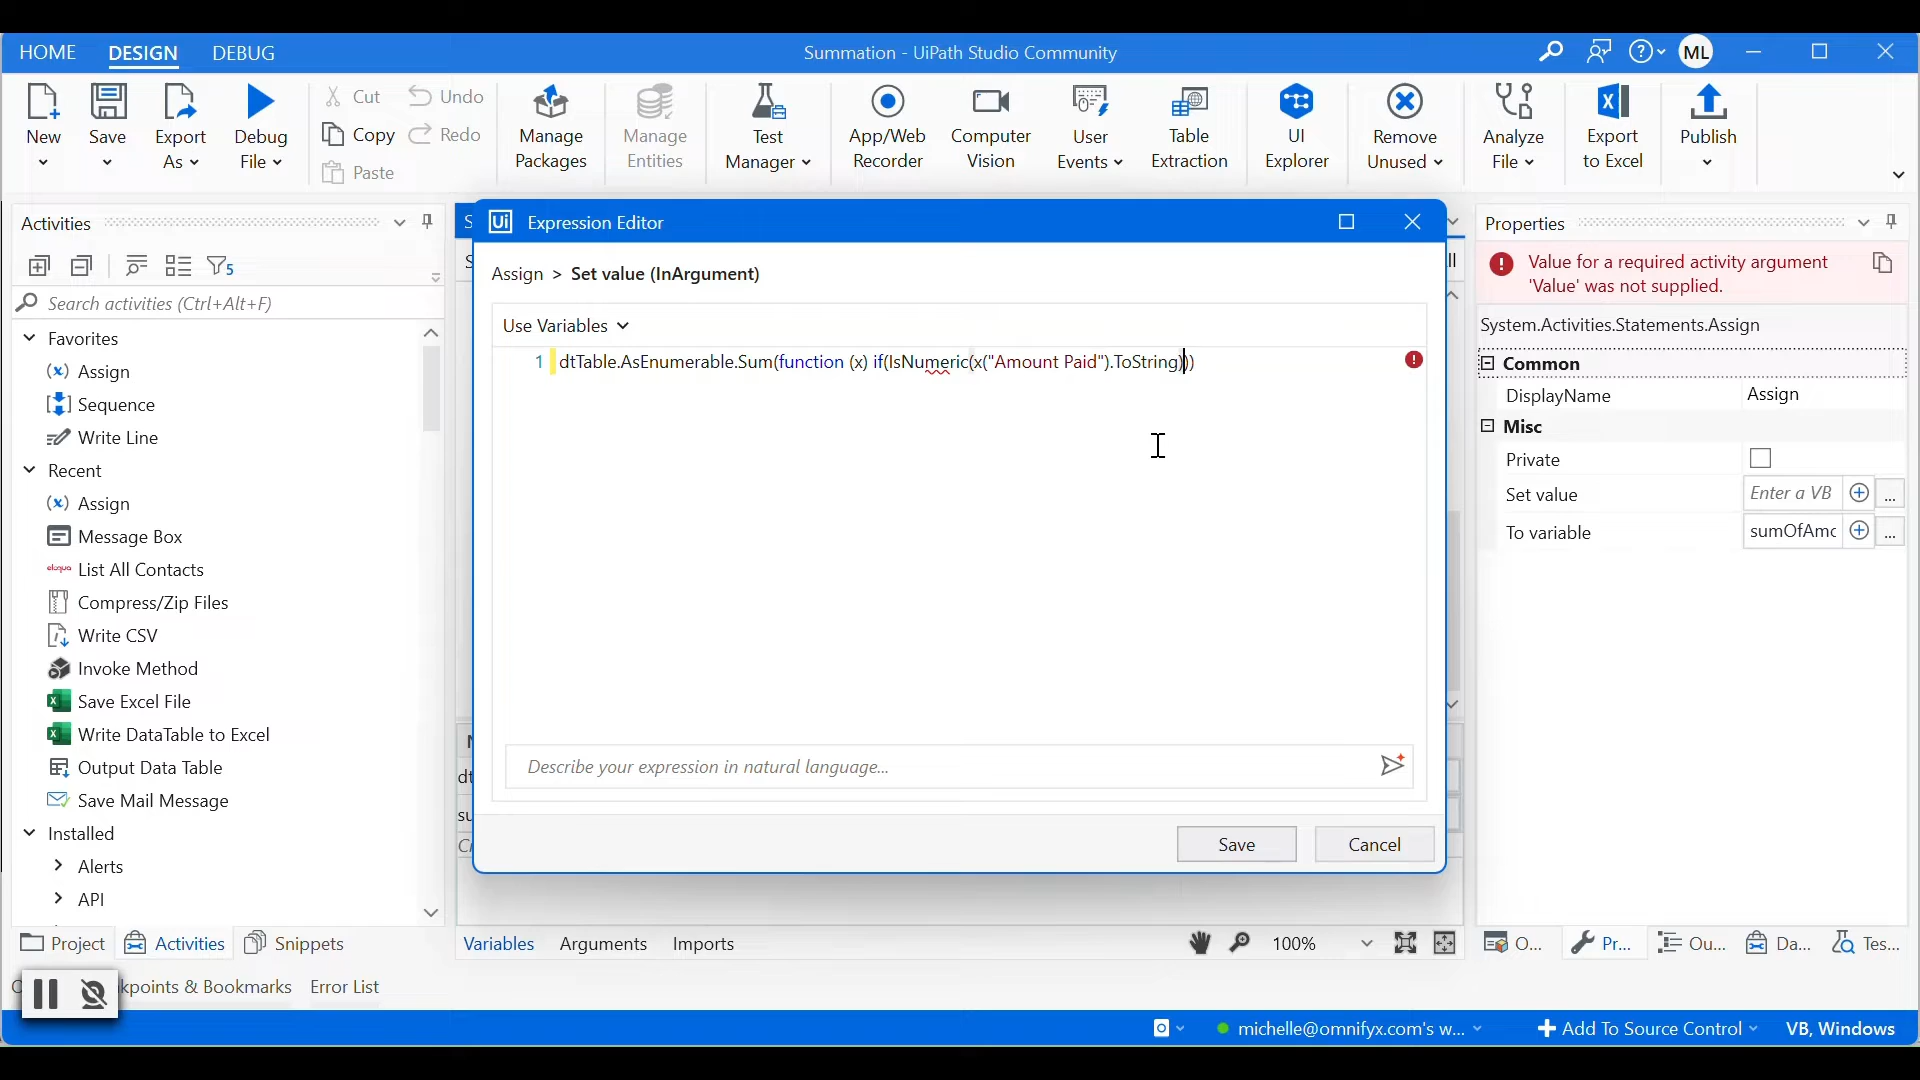 HOME DESIGN DEBUG Summation - UiPath Studio Community ML
New Save Export As Debug File Cut Copy Paste Undo Redo Manage Packages Manage Entities Test Manager App/Web Recorder Computer Vision User Events Table Extraction UI Explorer Remove Unused Analyze File Export to Excel Publish
Activities
5
Search activities (Ctrl+Alt+F)
Favorites
(x) Assign
Sequence
Write Line
Recent
(x) Assign
Message Box
eloqua List All Contacts
Compress/Zip Files
Write CSV
Invoke Method
Save Excel File
Write DataTable to Excel
Output Data Table
Save Mail Message
Installed
Alerts
API
Project Activities Snippets
Ui Expression Editor
Assign > Set value (InArgument)
Use Variables
1 dtTable.AsEnumerable.Sum(function (x) if(IsNumeric(x("Amount Paid").ToString)))
Describe your expression in natural language...
Save Cancel
Variables Arguments Imports 100%
Properties
Value for a required activity argument
'Value' was not supplied.
System.Activities.Statements.Assign
Common
DisplayName Assign
Misc
Private
Set value Enter a VB ...
To variable sumOfAmo ...
O... Pr... Ou... Da... Tes...
kpoints & Bookmarks Error List
michelle@omnifyx.com's w... Add To Source Control VB, Windows